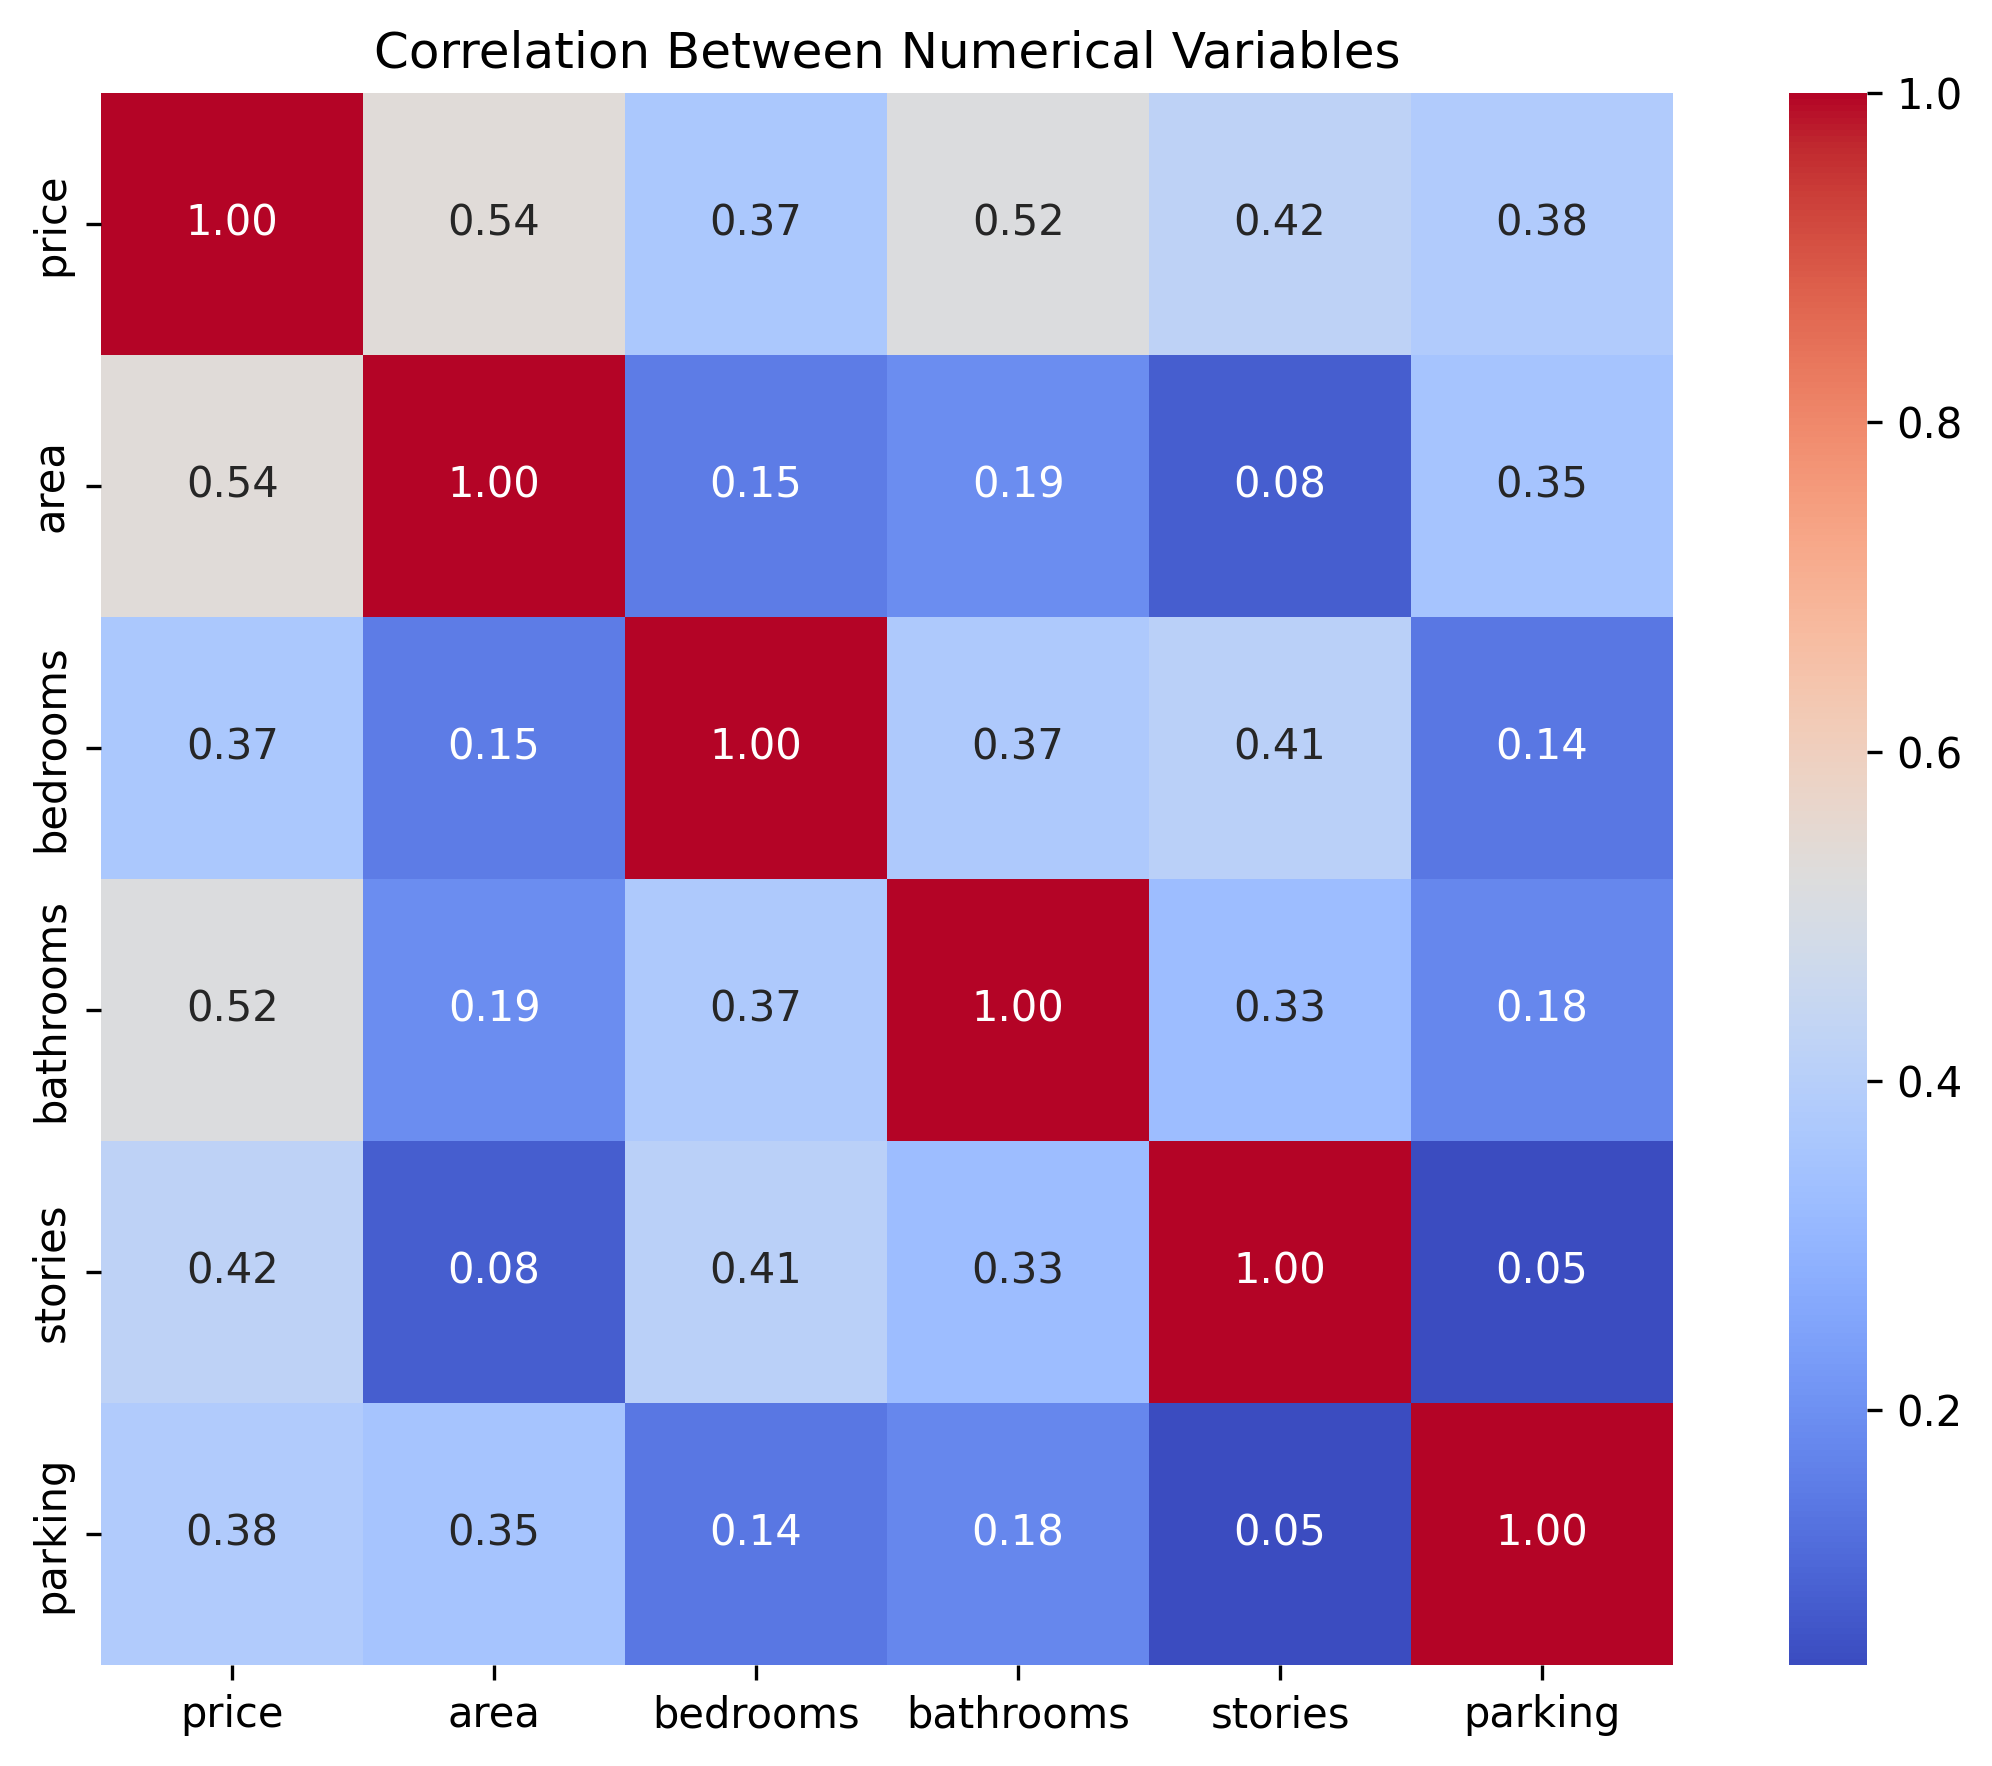 Correlation Between Numerical Variables
price 1.00 0.54 0.37 0.52 0.42 0.38
area 0.54 1.00 0.15 0.19 0.08 0.35
bedrooms 0.37 0.15 1.00 0.37 0.41 0.14
bathrooms 0.52 0.19 0.37 1.00 0.33 0.18
stories 0.42 0.08 0.41 0.33 1.00 0.05
parking 0.38 0.35 0.14 0.18 0.05 1.00
price area bedrooms bathrooms stories parking
1.0
0.8
0.6
0.4
0.2